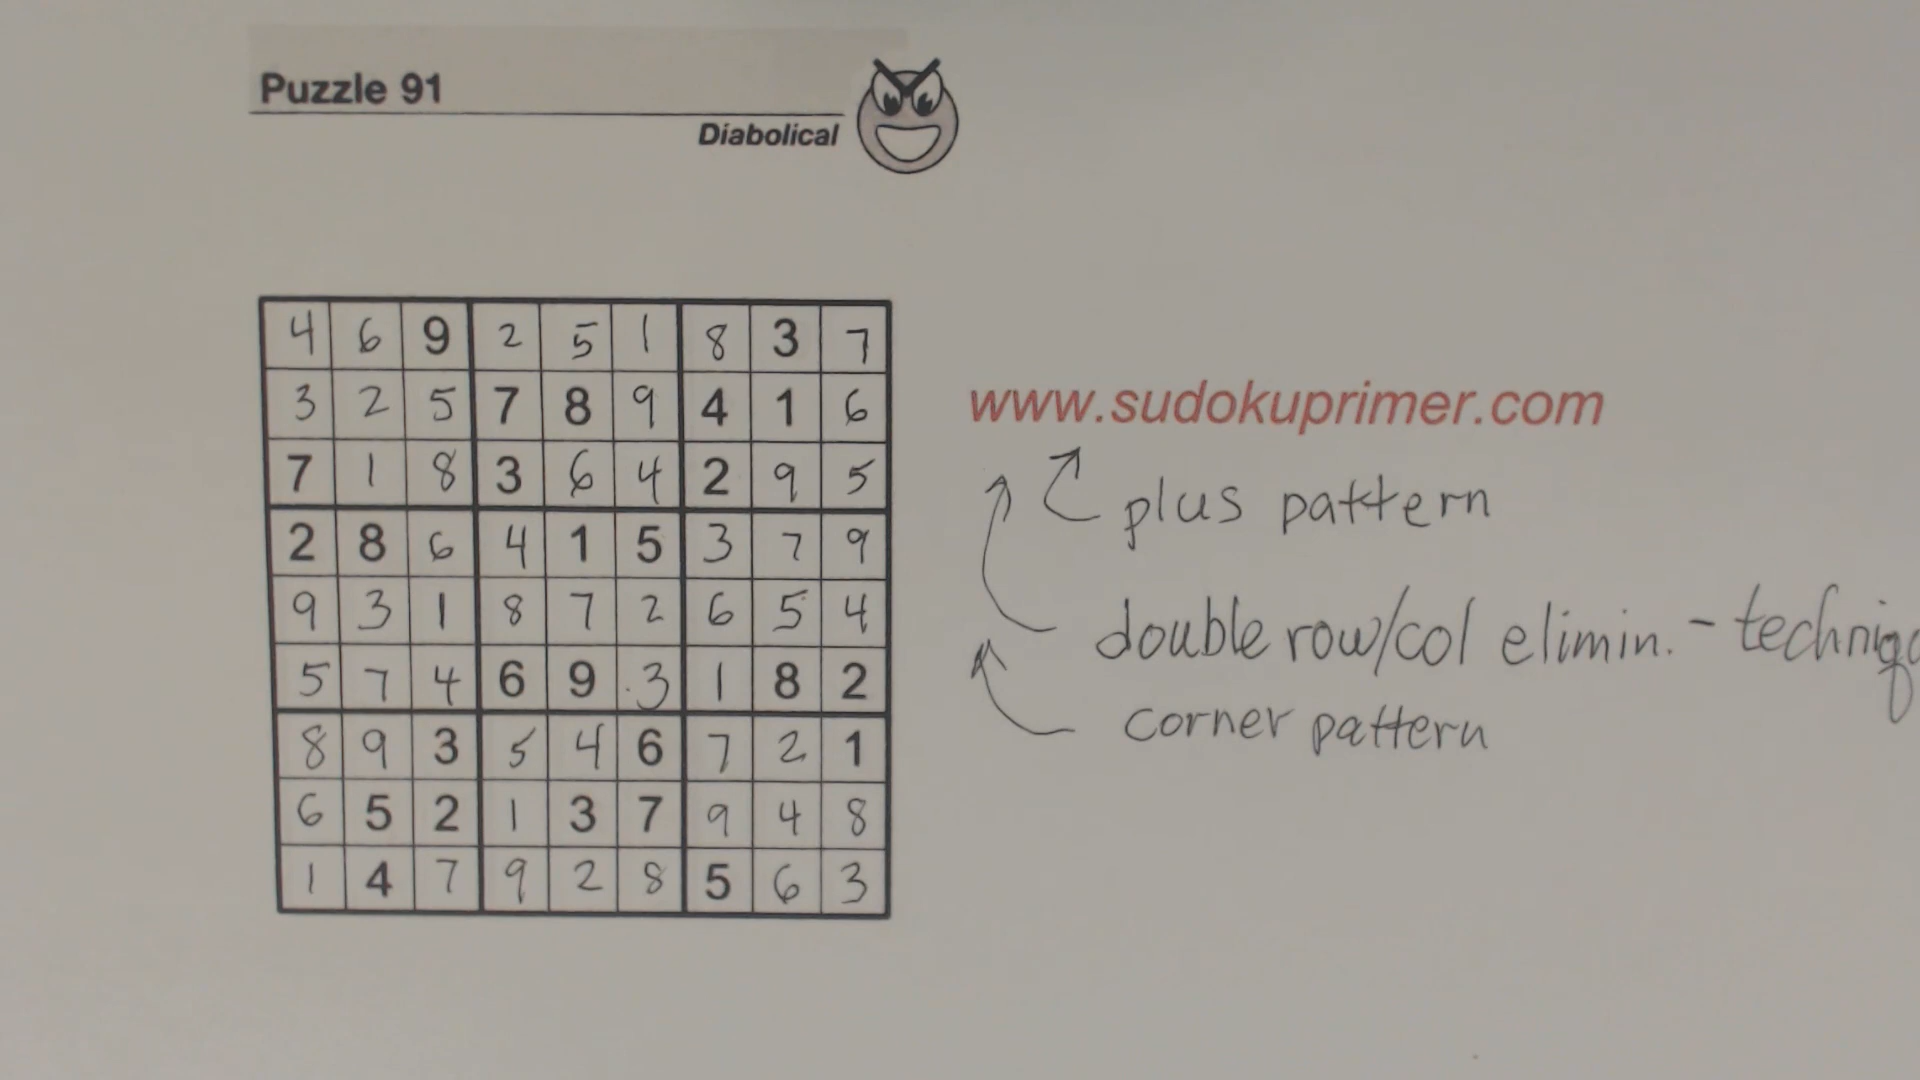 Puzzle 91
Diabolical
4 6 9 2 5 1 8 3 7
3 2 5 7 8 9 4 1 6
7 1 8 3 6 4 2 9 5
2 8 6 4 1 5 3 7 9
9 3 1 8 7 2 6 5 4
5 7 4 6 9 3 1 8 2
8 9 3 5 4 6 7 2 1
6 5 2 1 3 7 9 4 8
1 4 7 9 2 8 5 6 3
www.sudokuprimer.com
plus pattern
double row/col elimin. -
corner pattern